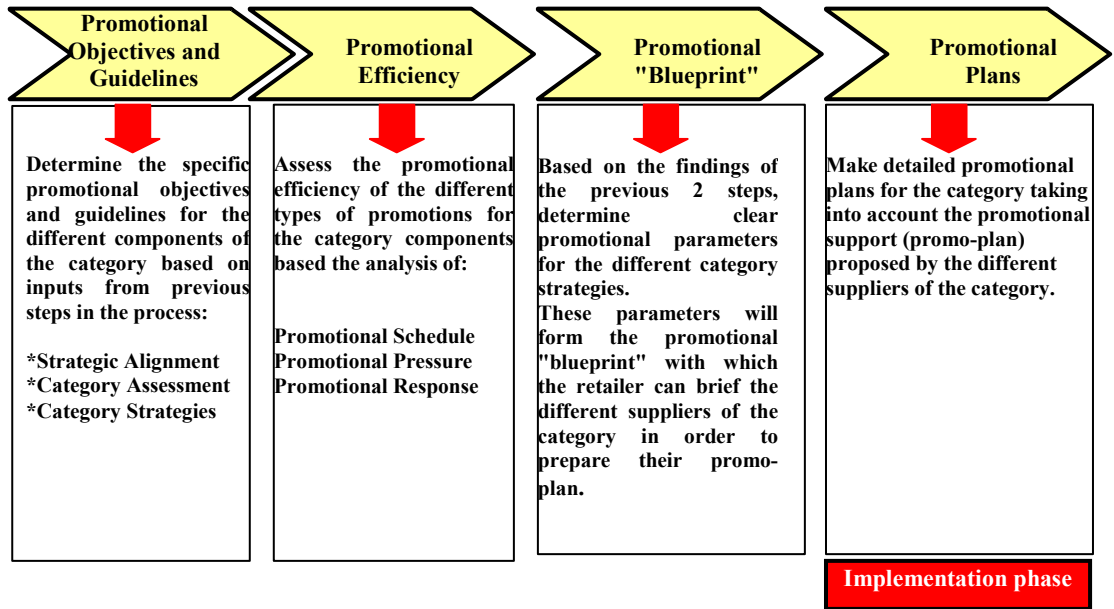 Promotional
Objectives and
Guidelines
Determine the specific
promotional objectives
and guidelines for the
different components of
the category based on
inputs from previous
steps in the process:
*Strategic Alignment
*Category Assessment
*Category Strategies
Promotional
Efficiency
Assess the promotional
efficiency of the different
types of promotions for
the category components
based the analysis of:
Promotional Schedule
Promotional Pressure
Promotional Response
Promotional
"Blueprint"
Based on the findings of
the previous 2 steps,
determine clear
promotional parameters
for the different category
strategies.
These parameters will
form the promotional
"blueprint" with which
the retailer can brief the
different suppliers of the
category in order to
prepare their promo-
plan.
Promotional
Plans
Make detailed promotional
plans for the category taking
into account the promotional
support (promo-plan)
proposed by the different
suppliers of the category.
Implementation phase